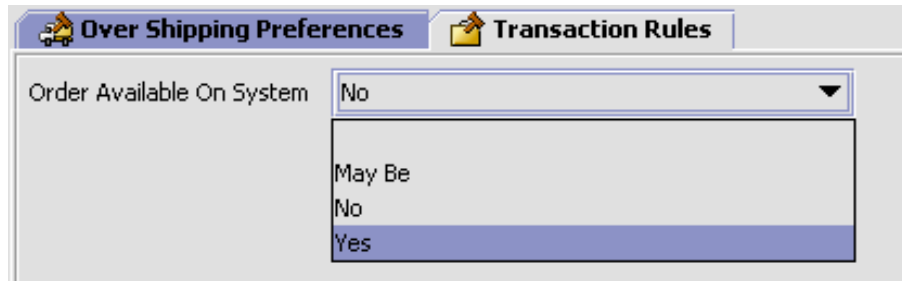 Over Shipping Preferences
Transaction Rules
Order Available On System
No
May Be
No
Yes